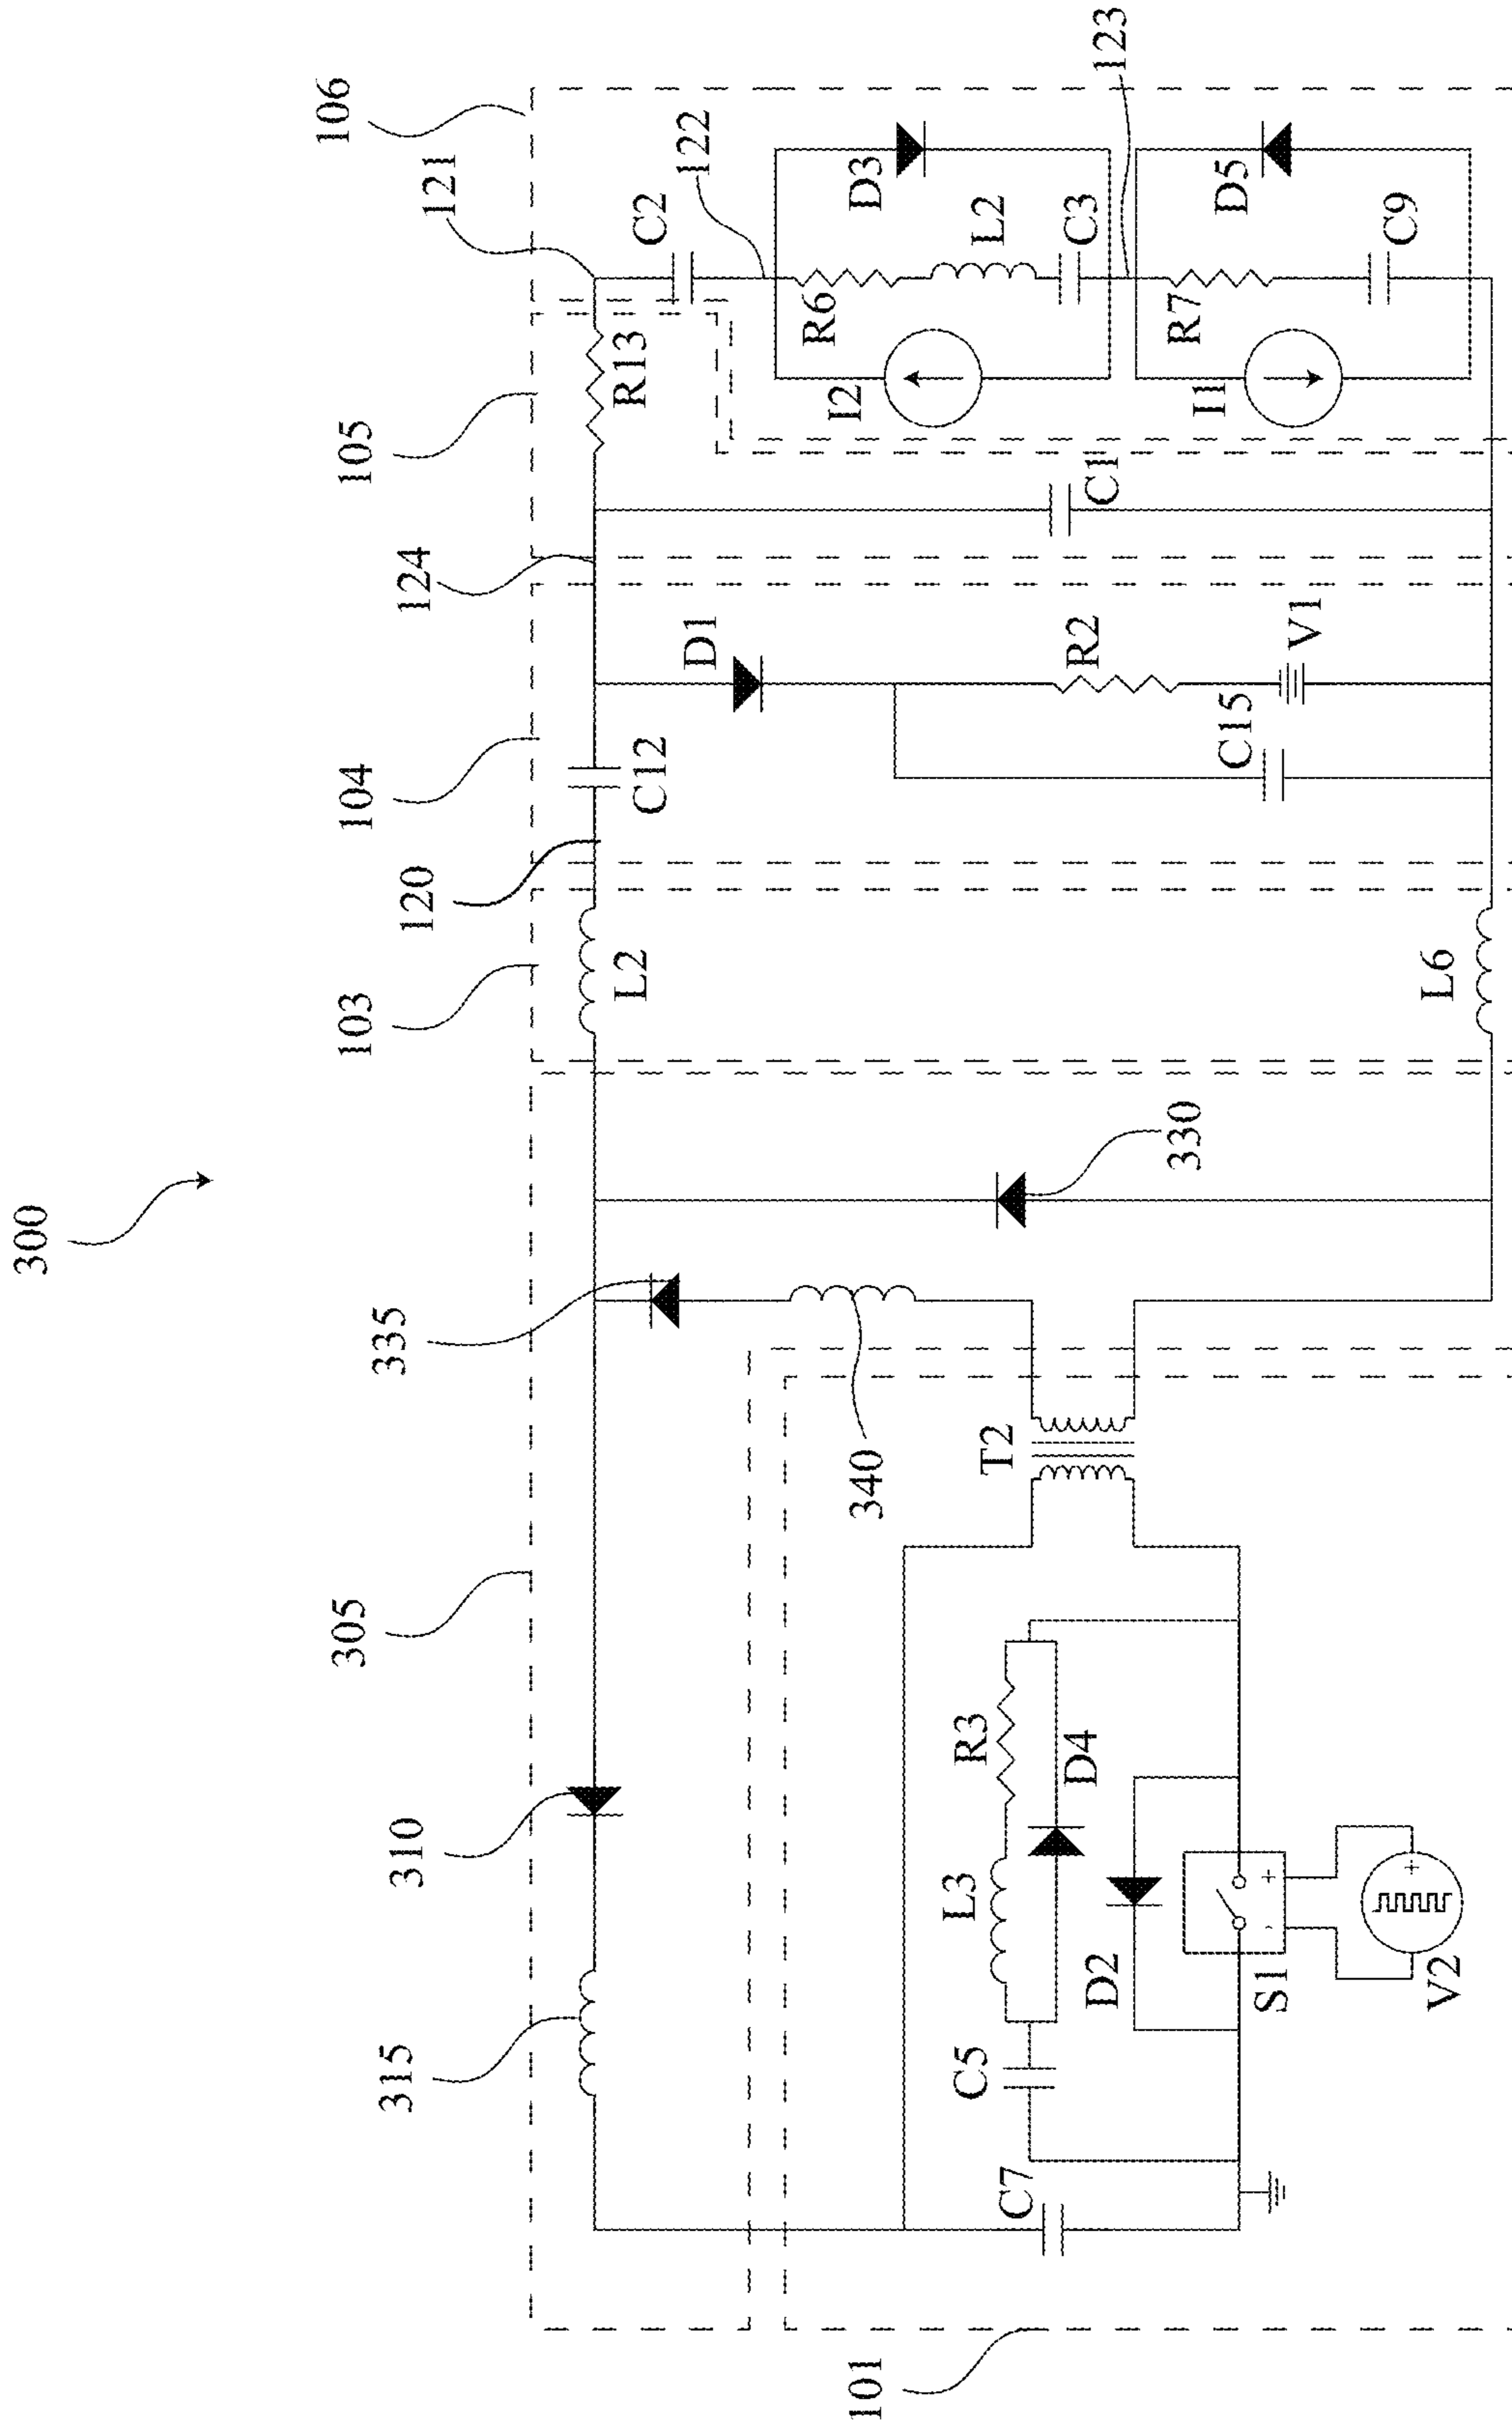 300
305
103
104
105
106
335
120
124
121
315
310
L2
C12
R13
C2
122
D1
R6
D3
L2
C3
123
I2
330
340
C1
R2
C15
V1
I1
R7
D5
C9
T2
L6
101
C7
C5
L3
R3
D4
D2
S1
- +
V2
+